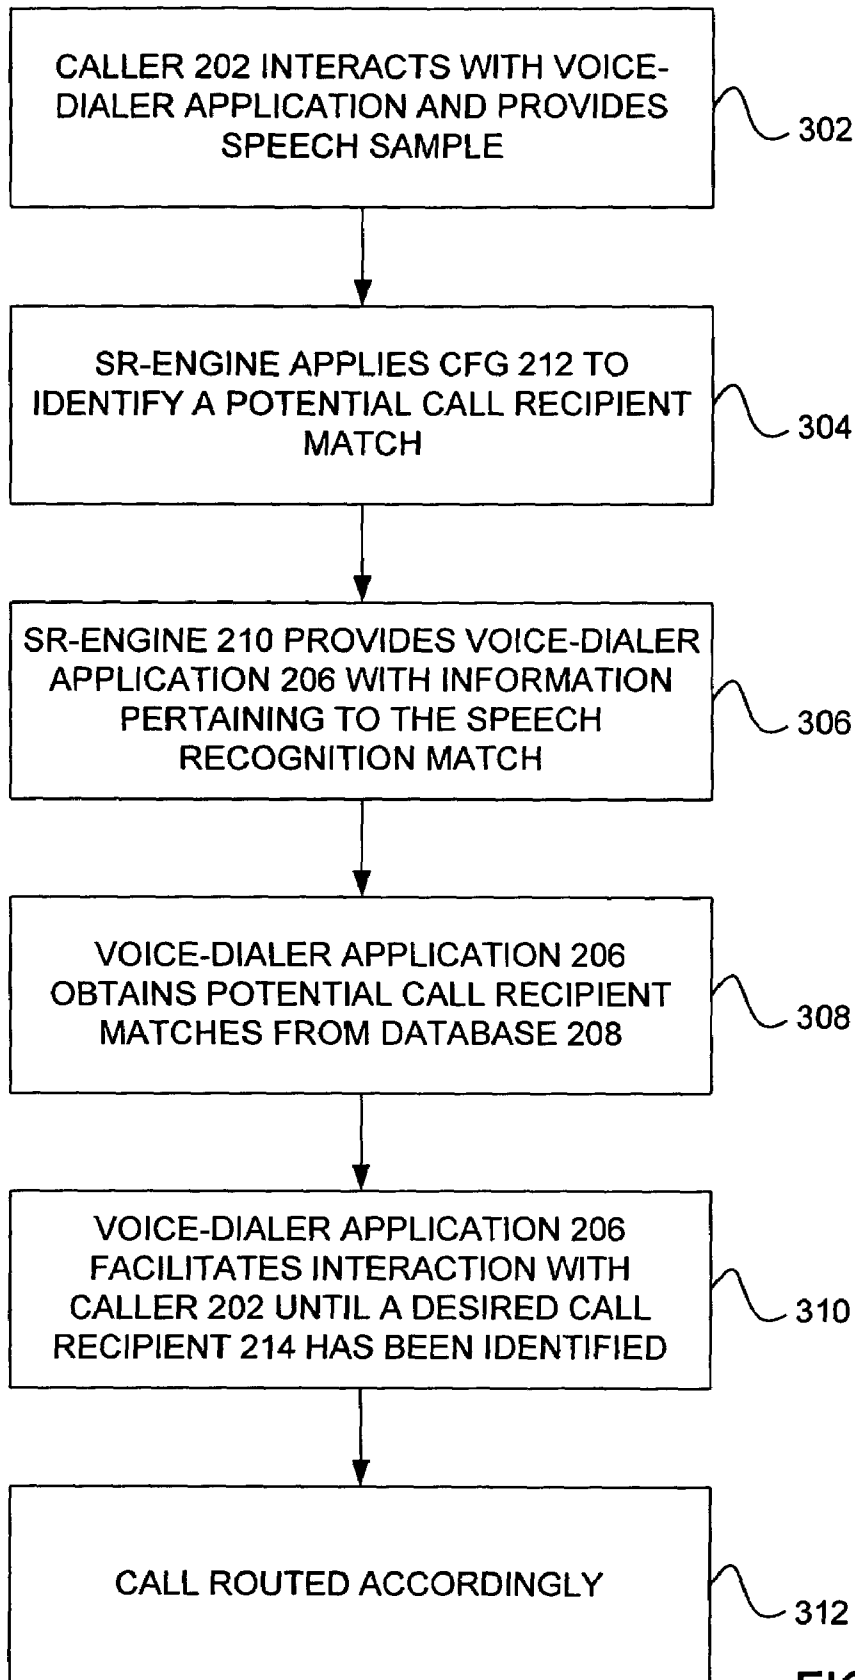 CALLER 202 INTERACTS WITH VOICE-
DIALER APPLICATION AND PROVIDES
SPEECH SAMPLE
302
SR-ENGINE APPLIES CFG 212 TO
IDENTIFY A POTENTIAL CALL RECIPIENT
MATCH
304
SR-ENGINE 210 PROVIDES VOICE-DIALER
APPLICATION 206 WITH INFORMATION
PERTAINING TO THE SPEECH
RECOGNITION MATCH
306
VOICE-DIALER APPLICATION 206
OBTAINS POTENTIAL CALL RECIPIENT
MATCHES FROM DATABASE 208
308
VOICE-DIALER APPLICATION 206
FACILITATES INTERACTION WITH
CALLER 202 UNTIL A DESIRED CALL
RECIPIENT 214 HAS BEEN IDENTIFIED
310
CALL ROUTED ACCORDINGLY
312